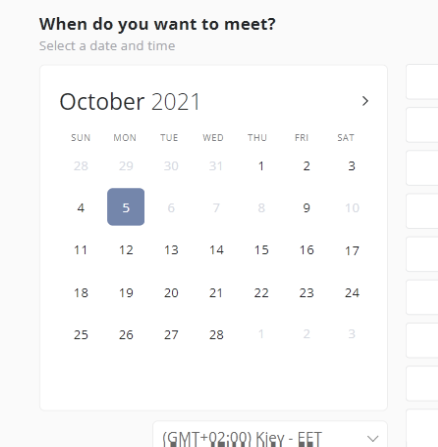 When do you want to meet?
Select a date and time
October 2021
SUN MON TUE WED THU FRI SAT
28 29 30 31 1 2 3
4 5 6 7 8 9 10
11 12 13 14 15 16 17
18 19 20 21 22 23 24
25 26 27 28 1 2 3
(GMT+02:00) Kiev - EET